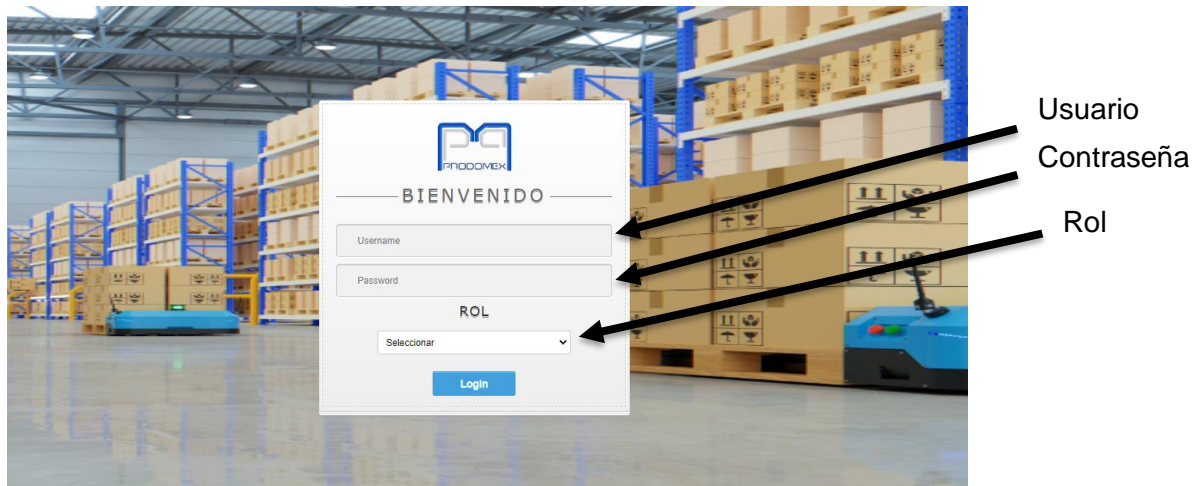 PRODOMEX
BIENVENIDO
Username
Password
ROL
Seleccionar
Login
Usuario
Contraseña
Rol